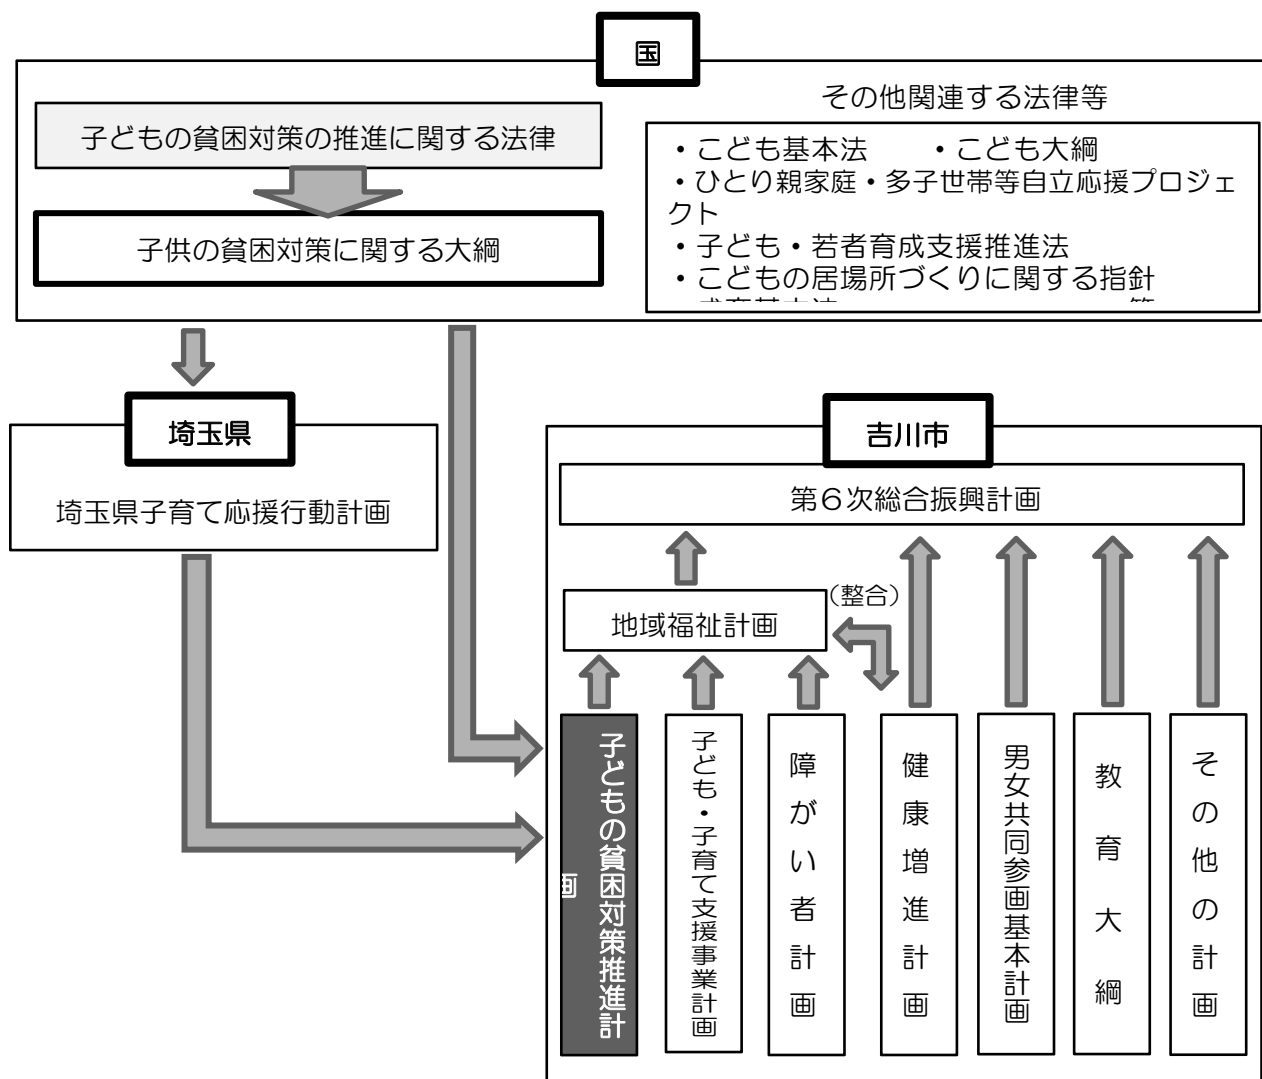 国
子どもの貧困対策の推進に関する法律
子供の貧困対策に関する大綱
その他関連する法律等
・こども基本法　　・こども大綱
・ひとり親家庭・多子世帯等自立応援プロジェ
クト
・子ども・若者育成支援推進法
・こどもの居場所づくりに関する指針
埼玉県
埼玉県子育て応援行動計画
吉川市
第６次総合振興計画
（整合）
地域福祉計画
子どもの貧困対策推進計
画
子ども・子育て支援事業計画
障がい者計画
健康増進計画
男女共同参画基本計画
教育大綱
その他の計画